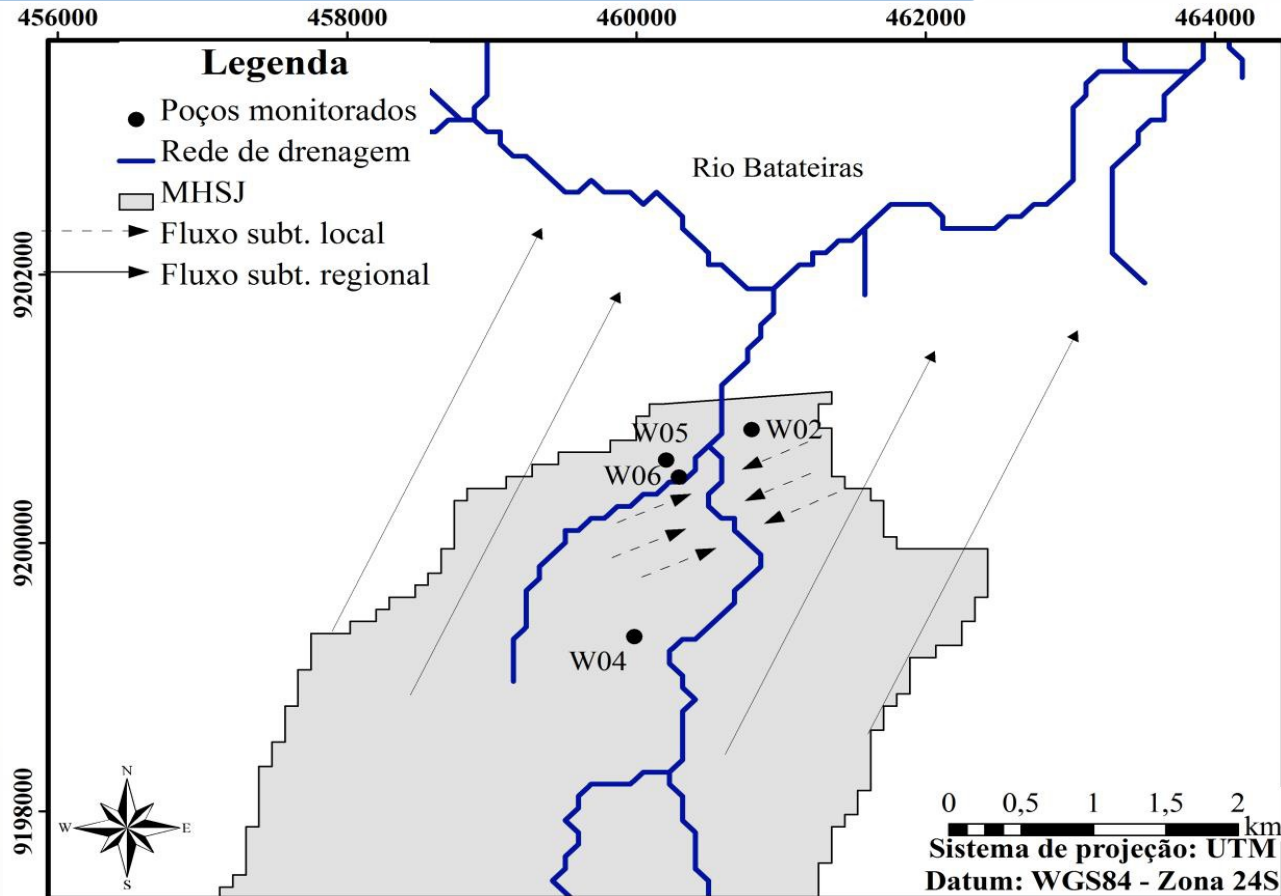 456000 458000 460000 462000 464000
Legenda
Poços monitorados
Rede de drenagem
MHSJ
Fluxo subt. local
Fluxo subt. regional
Rio Batateiras
9202000
W05
W02
W06
9200000
W04
9198000
N
W E
S
0 0,5 1 1,5 2
km
Sistema de projeção: UTM
Datum: WGS84 - Zona 24S